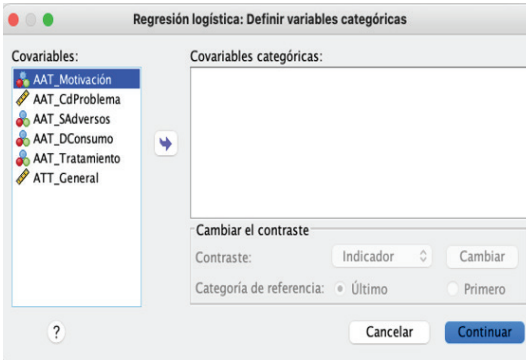 Regresión logística: Definir variables categóricas
Covariables:
AAT_Motivación
AAT_CdProblema
AAT_SAdversos
AAT_DConsumo
AAT_Tratamiento
ATT_General
Covariables categóricas:
Cambiar el contraste
Contraste: Indicador Cambiar
Categoría de referencia: Último Primero
? Cancelar Continuar